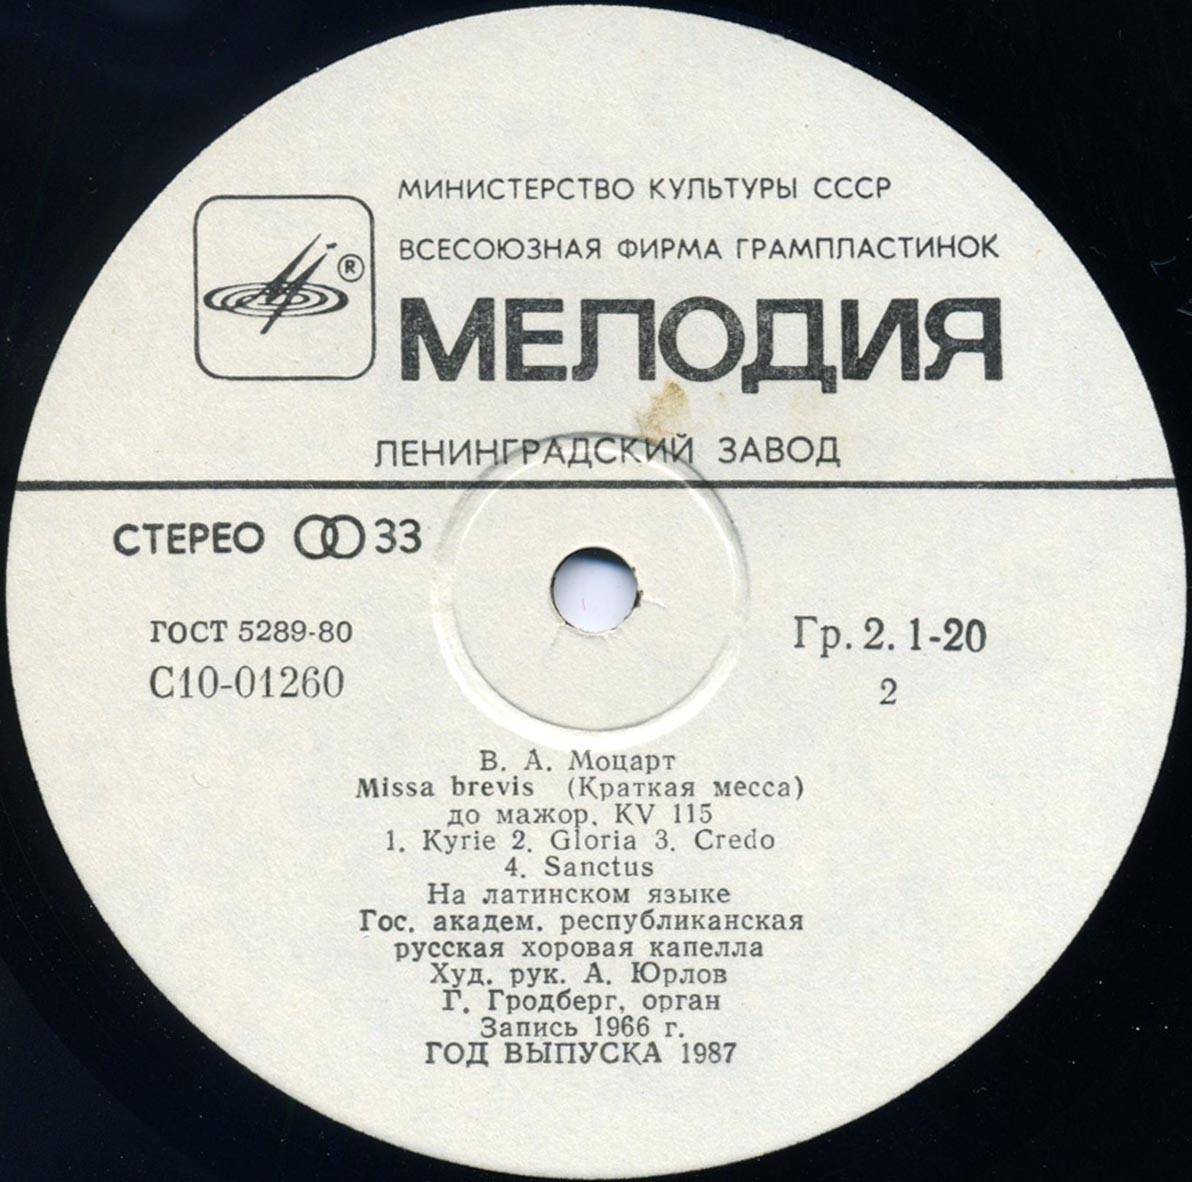 МИНИСТЕРСТВО КУЛЬТУРЫ СССР
ВСЕСОЮЗНАЯ ФИРМА ГРАМПЛАСТИНОК
®
МЕЛОДИЯ
ЛЕНИНГРАДСКИЙ ЗАВОД
СТЕРЕО 33
ГОСТ 5289-80
С10-01260
Гр. 2. 1-20
2
В. А. Моцарт
Missa brevis (Краткая месса)
до мажор, KV 115
1. Kyrie 2. Gloria 3. Credo
4. Sanctus
На латинском языке
Гос. академ. республиканская
русская хоровая капелла
Худ. рук. А. Юрлов
Г. Гродберг, орган
Запись 1966 г.
ГОД ВЫПУСКА 1987